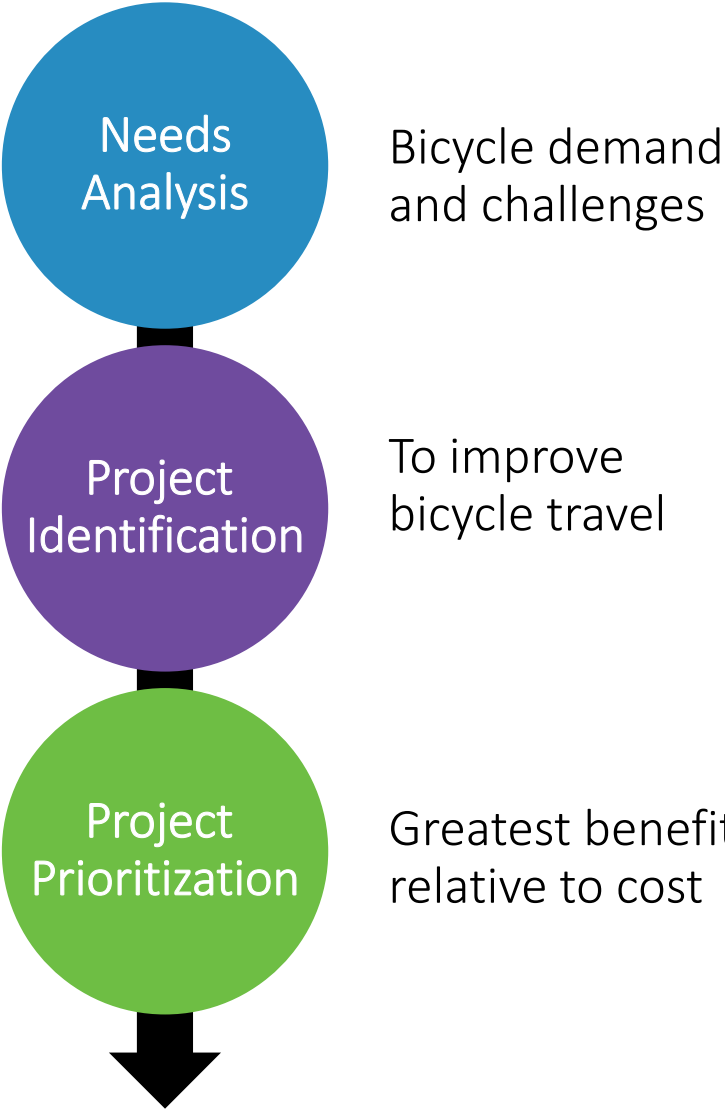 Needs
Analysis
Bicycle demand
and challenges
Project
Identification
To improve
bicycle travel
Project
Prioritization
Greatest benefit
relative to cost